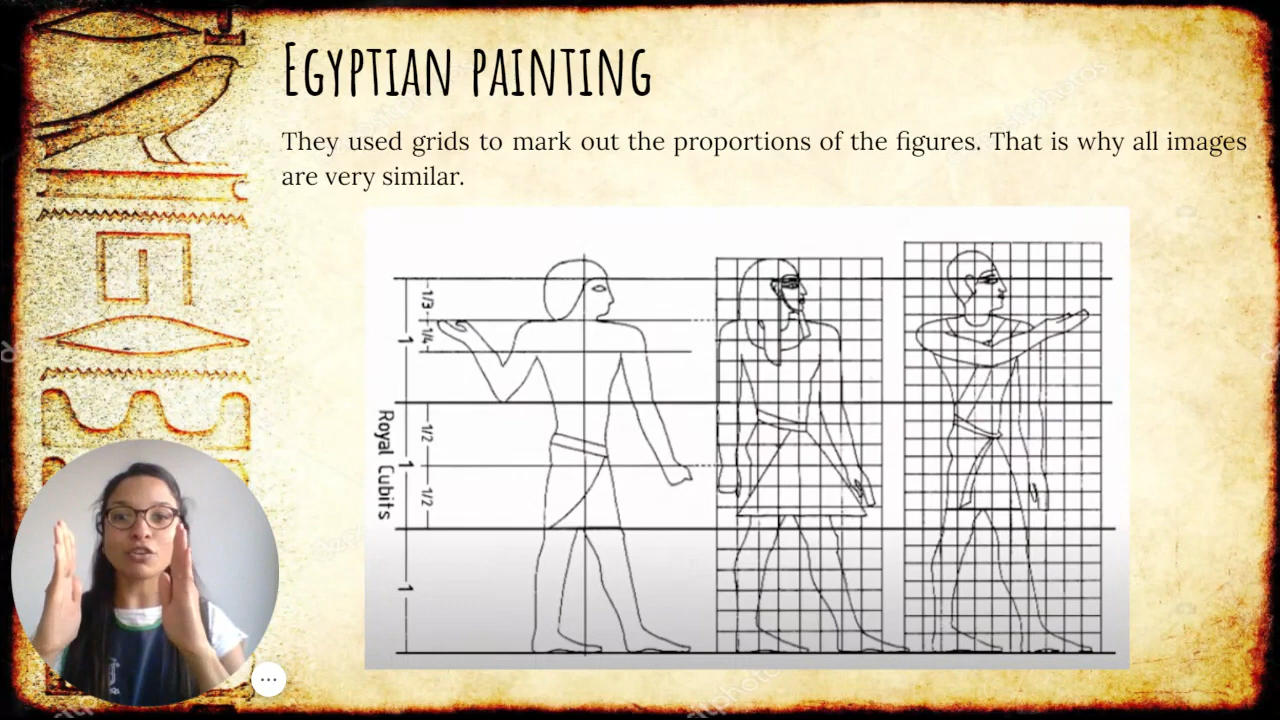 EGYPTIAN PAINTING
They used grids to mark out the proportions of the figures. That is why all images
are very similar.
1/3
1/4
1
1/2
1
1/2
1
Royal Cubits